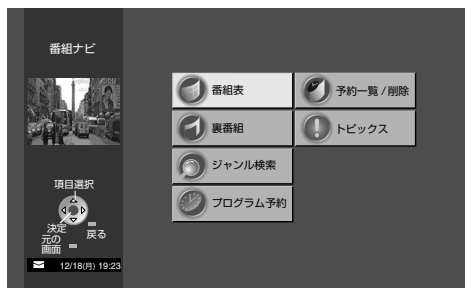 番組ナビ
番組表
予約一覧/削除
裏番組
トピックス
ジャンル検索
プログラム予約
項目選択
決定
戻る
元の
画面
12/18(月) 19:23